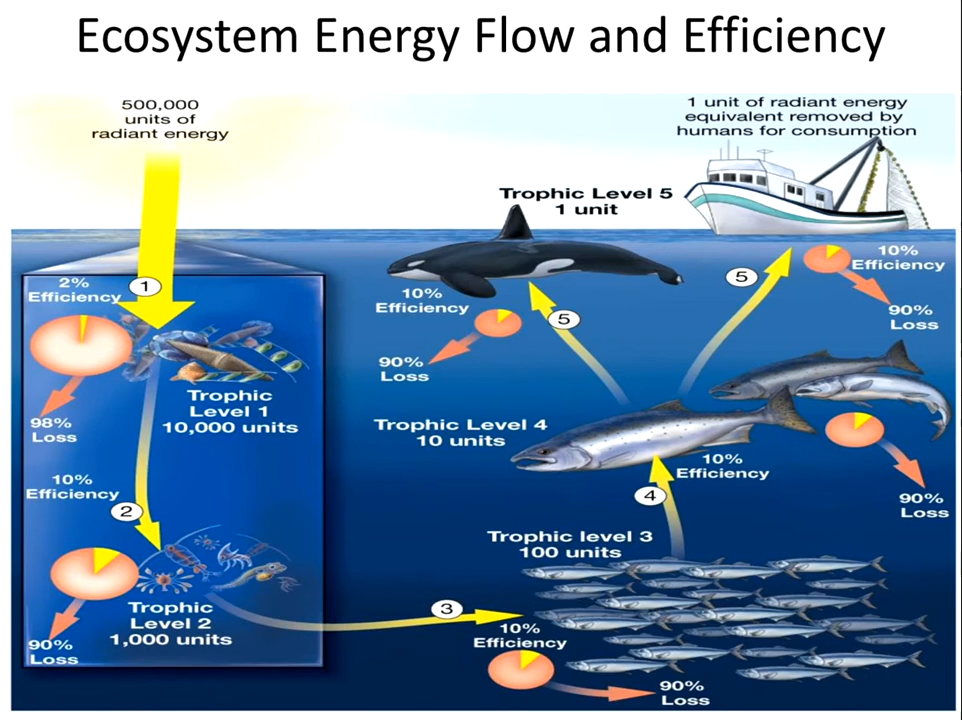 Ecosystem Energy Flow and Efficiency
500,000
units of
radiant energy
1 unit of radiant energy
equivalent removed by
humans for consumption
Trophic Level 5
1 unit
2%
Efficiency
1
98%
Loss
Trophic
Level 1
10,000 units
10%
Efficiency
2
90%
Loss
Trophic
Level 2
1,000 units
3
10%
Efficiency
90%
Loss
Trophic level 3
100 units
4
10%
Efficiency
90%
Loss
Trophic Level 4
10 units
5
10%
Efficiency
90%
Loss
5
10%
Efficiency
90%
Loss